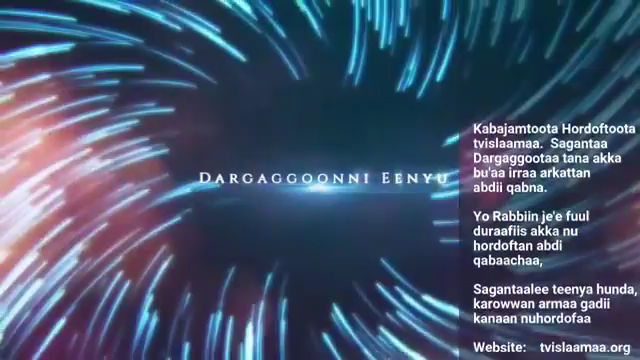 DARGAGGOONNI EENYU
Kabajamtoota Hordoftoota
tvislaamaa. Sagantaa
Dargaggootaa tana akka
bu'aa irraa arkattan
abdii qabna.
Yo Rabbiin je'e fuul
duraafiis akka nu
hordoftan abdi
qabaachaa,
Sagantaalee teenya hunda,
karowwan armaa gadii
kanaan nuhordofaa
Website: tvislaamaa.org